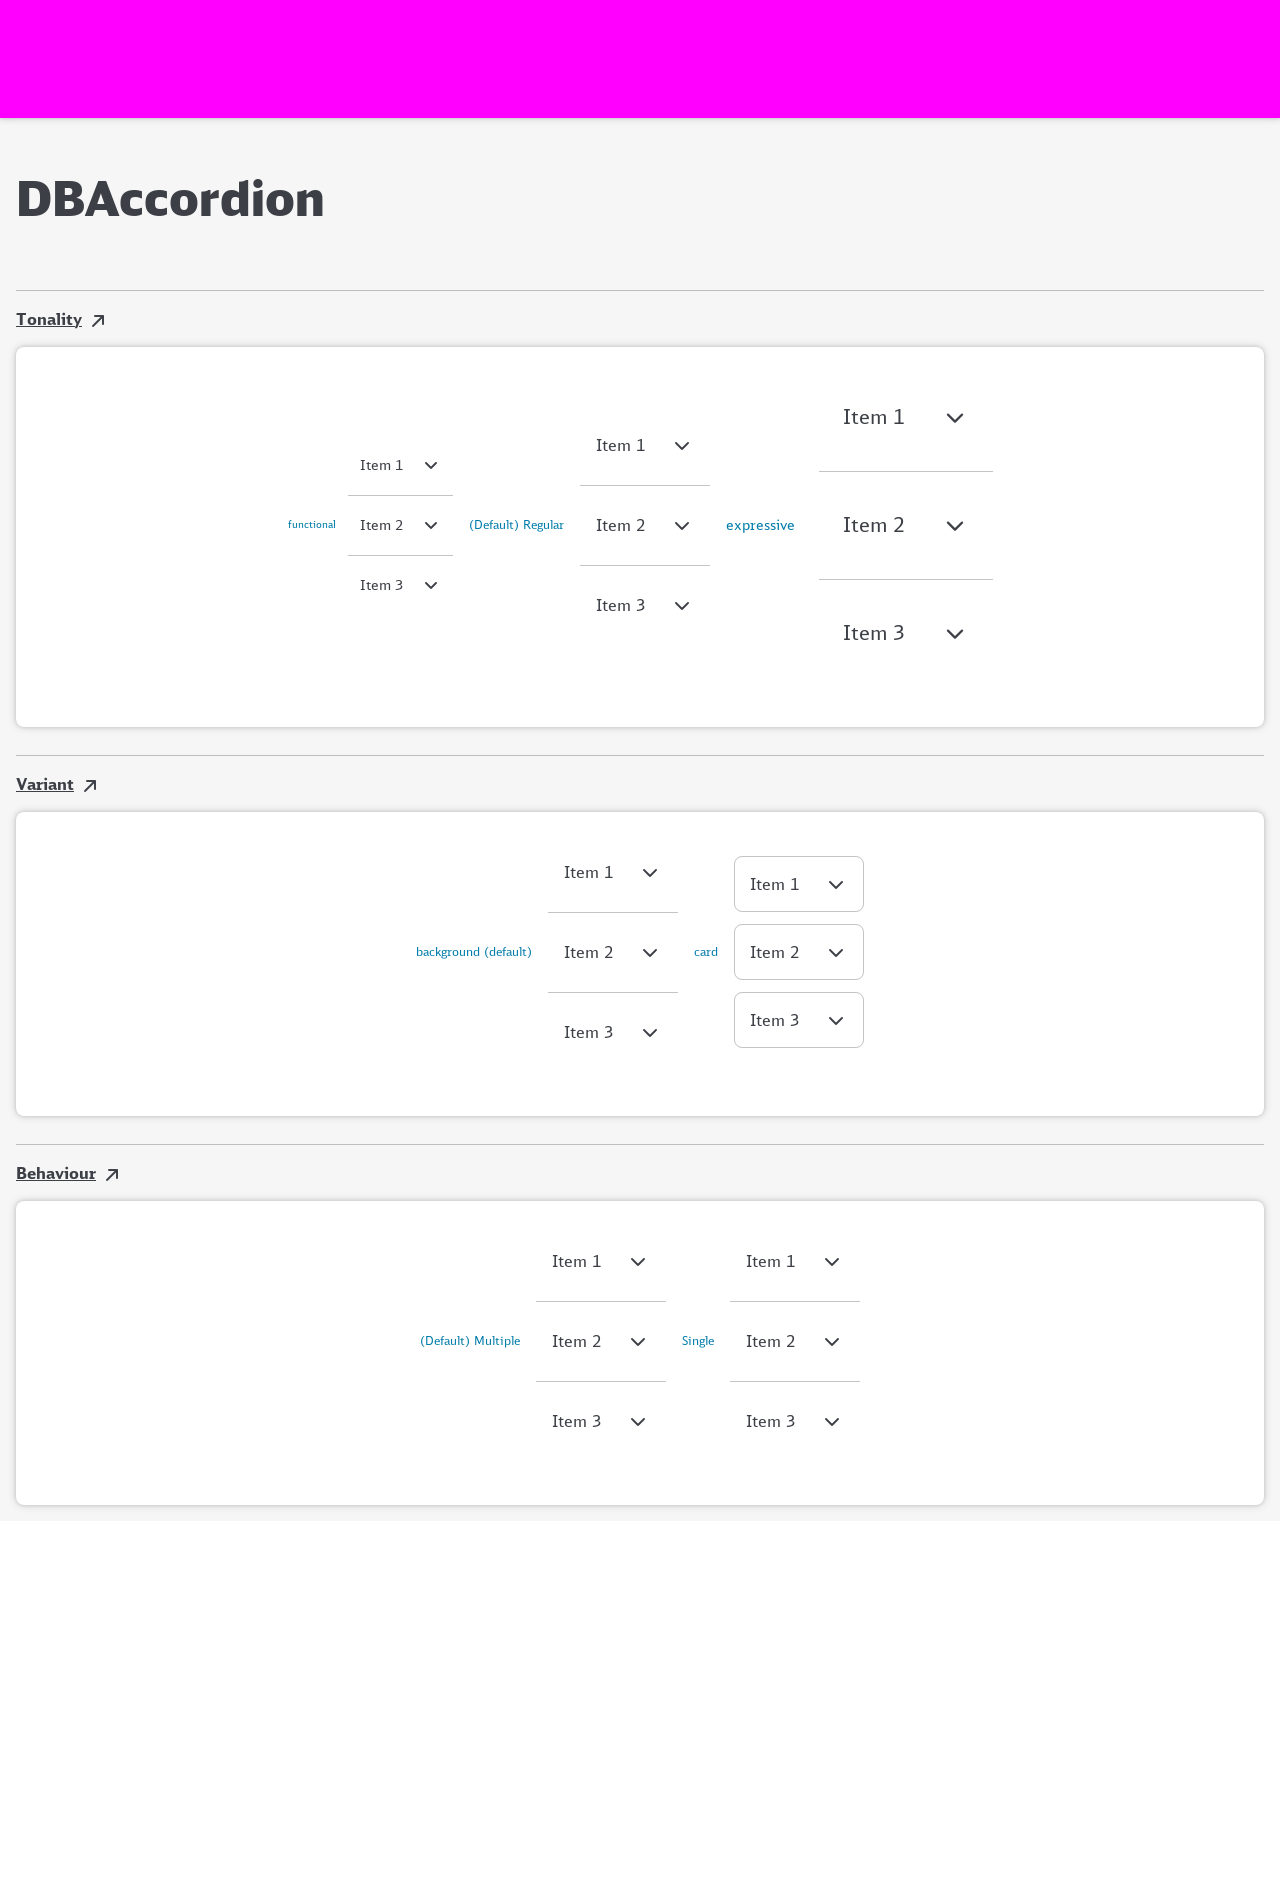 DBAccordion
Tonality
functional
Item 1
Item 2
Item 3
(Default) Regular
Item 1
Item 2
Item 3
expressive
Item 1
Item 2
Item 3
Variant
background (default)
Item 1
Item 2
Item 3
card
Item 1
Item 2
Item 3
Behaviour
(Default) Multiple
Item 1
Item 2
Item 3
Single
Item 1
Item 2
Item 3